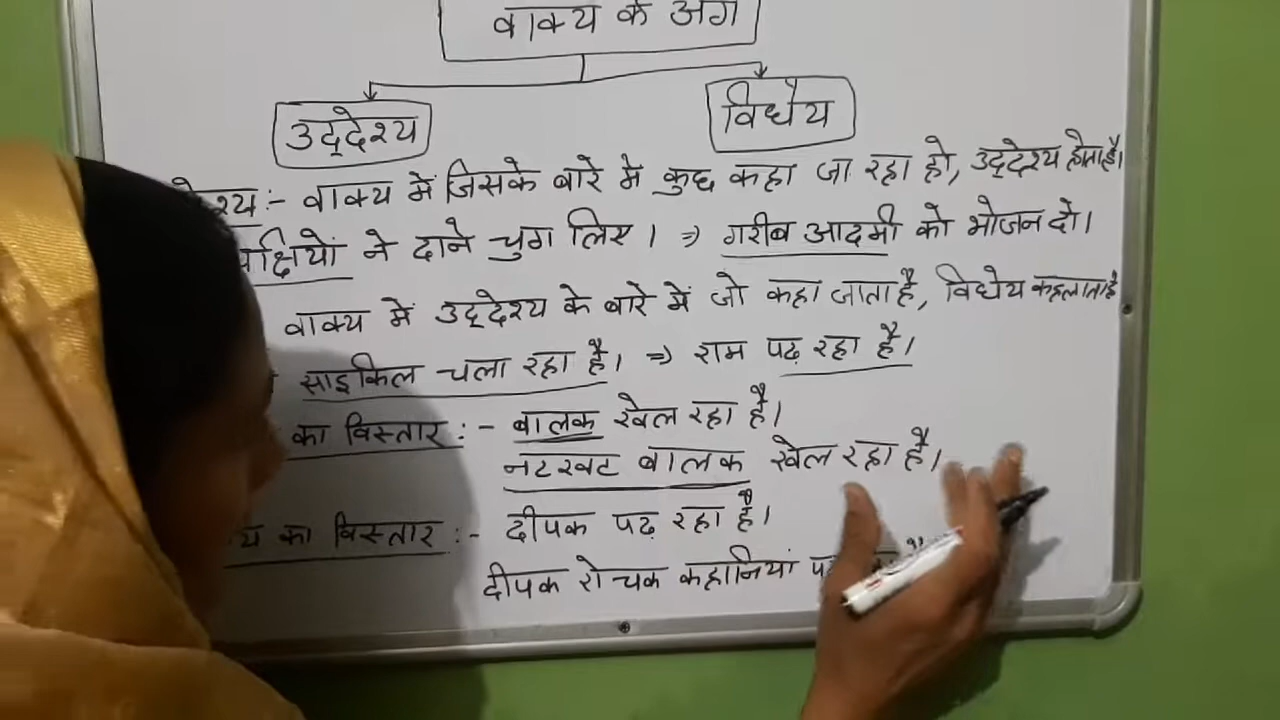 वाक्य के अंग
उद्देश्य
विधेय
:- वाक्य में जिसके बारे में कुछ कहा जा रहा हो, उद्देश्य होता है।
ने दाने चुग लिए। ⇒ गरीब आदमी को भोजन दो।
वाक्य में उद्देश्य के बारे में जो कहा जाता है, विधेय कहलाता है
साइकिल चला रहा है। ⇒ राम पढ़ रहा है।
का विस्तार :- बालक खेल रहा है।
नटखट बालक खेल रहा है।
का विस्तार :- दीपक पढ़ रहा है।
दीपक रोचक कहानियां